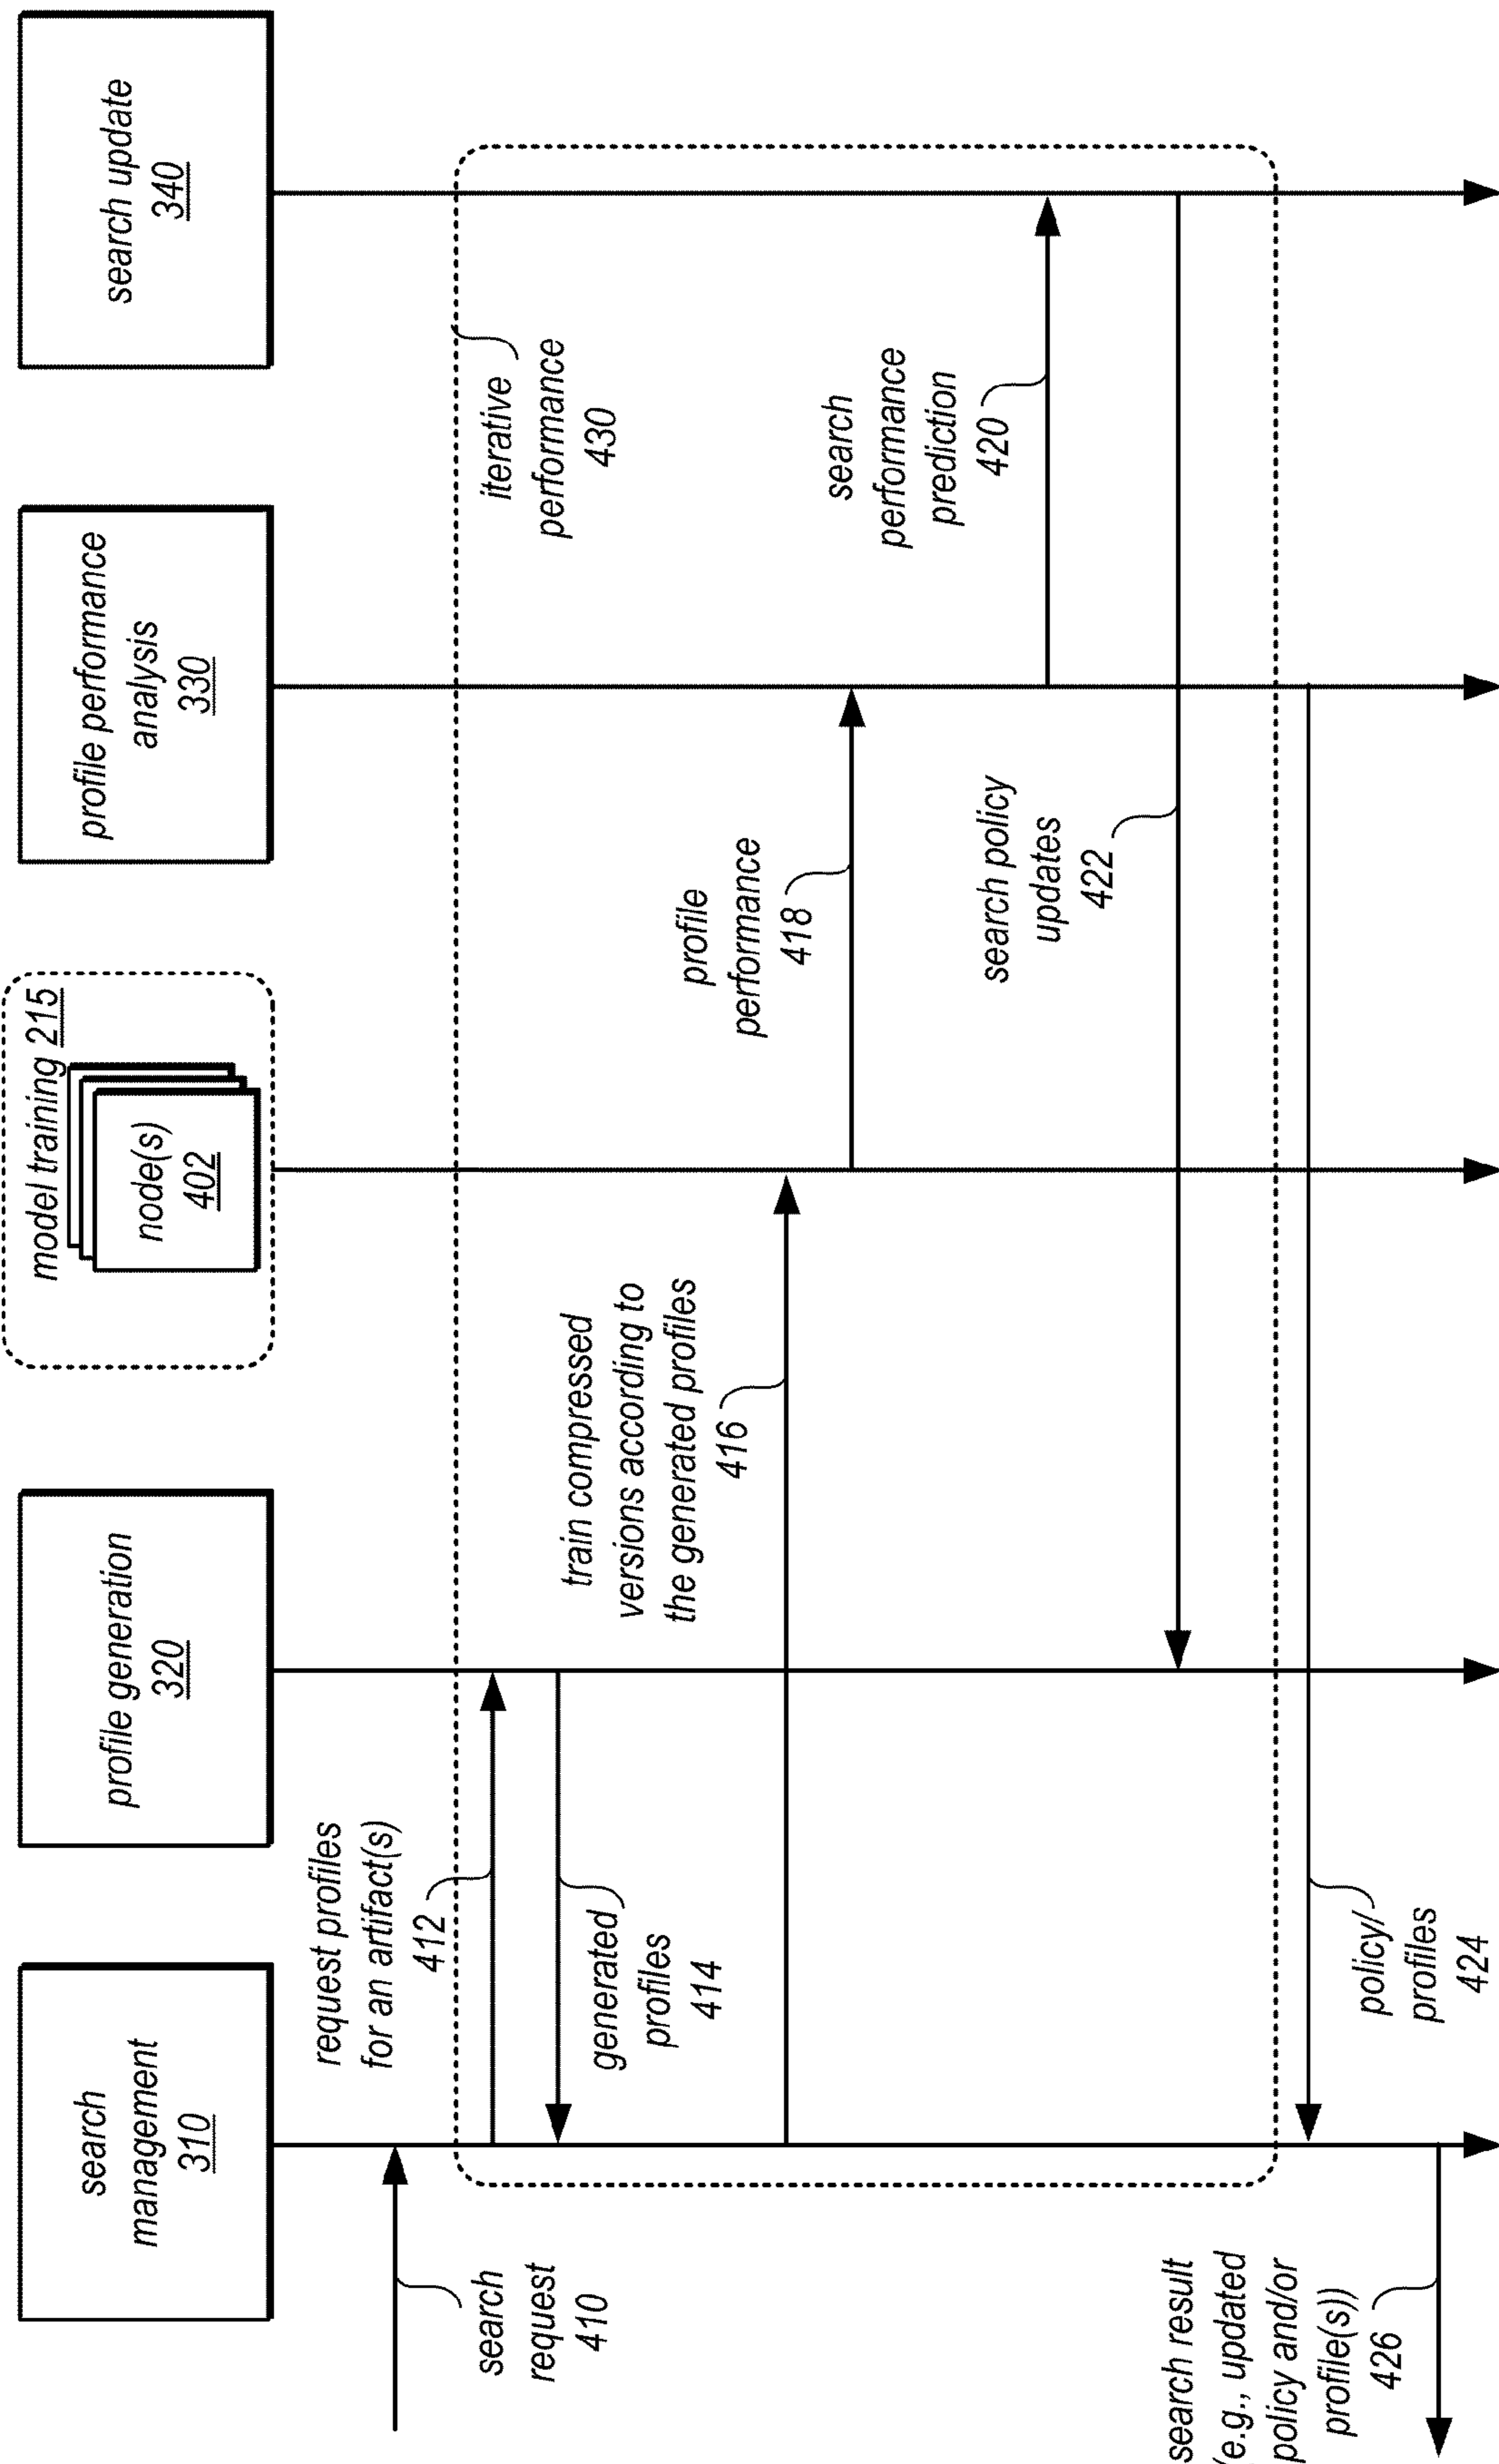 search
management
310
profile generation
320
model training 215
node(s)
402
profile performance
analysis
330
search update
340
search
request
410
request profiles
for an artifact(s)
412
iterative
performance
430
generated
profiles
414
train compressed
versions according to
the generated profiles
416
profile
performance
418
search
performance
prediction
420
search policy
updates
422
policy/
profiles
424
search result
(e.g., updated
policy and/or
profile(s))
426